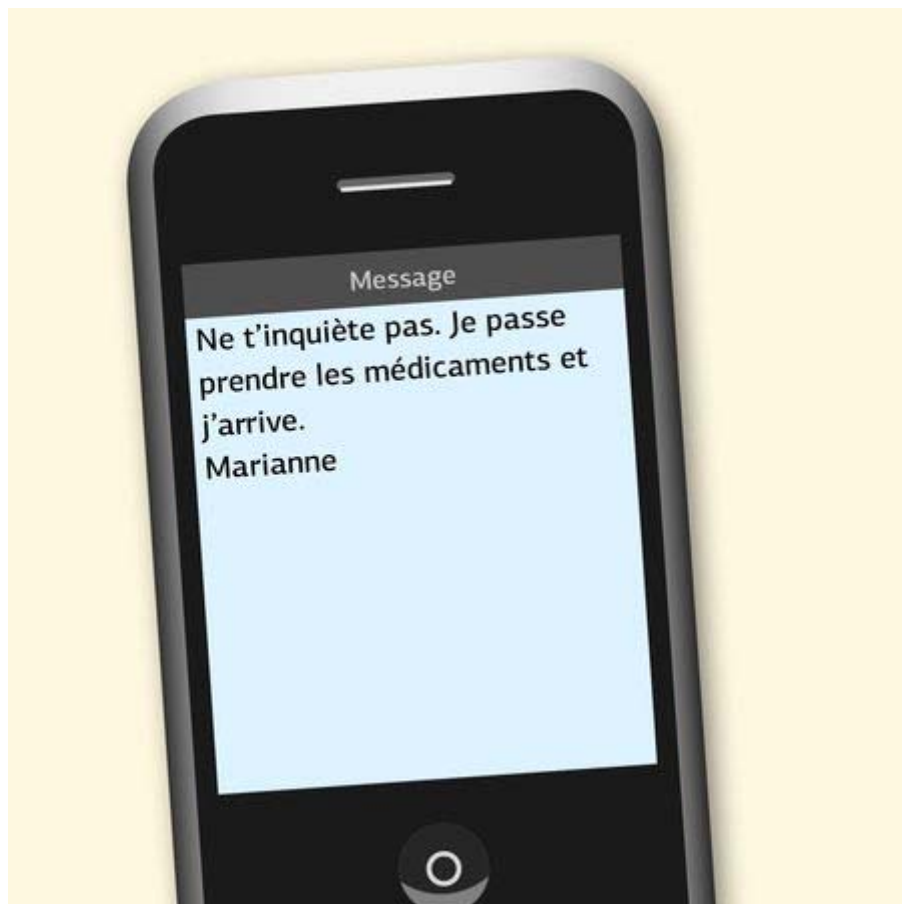 Message
Ne t'inquiète pas. Je passe
prendre les médicaments et
j'arrive.
Marianne